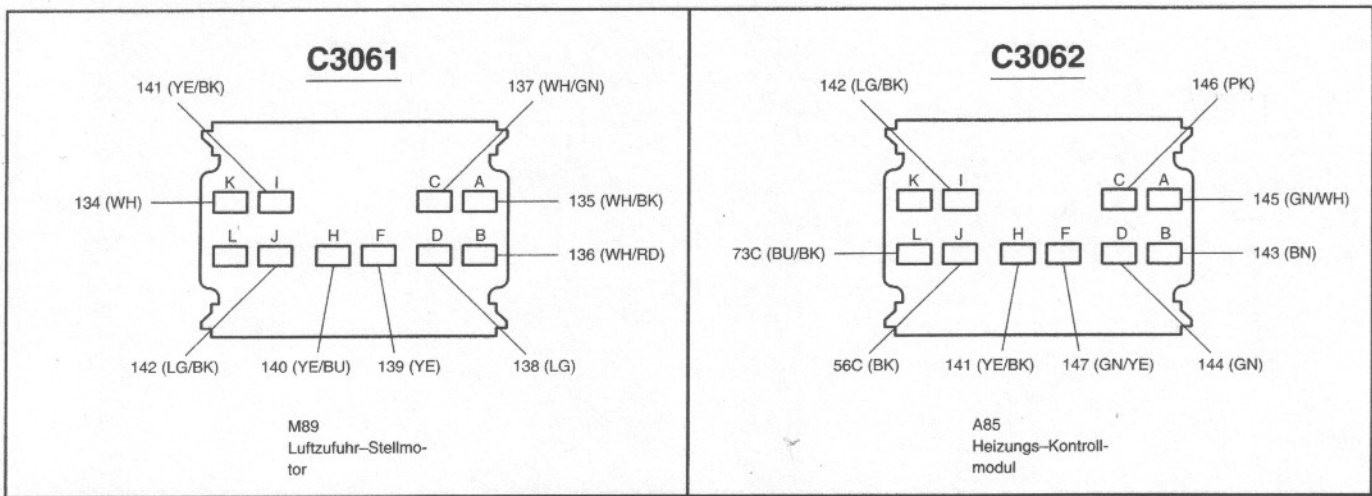 C3061
141 (YE/BK)
137 (WH/GN)
K I C A
134 (WH)
135 (WH/BK)
L J H F D B
136 (WH/RD)
142 (LG/BK) 140 (YE/BU) 139 (YE) 138 (LG)
M89
Luftzufuhr–Stellmo-
tor
C3062
142 (LG/BK)
146 (PK)
K I C A
145 (GN/WH)
L J H F D B
73C (BU/BK)
143 (BN)
56C (BK) 141 (YE/BK) 147 (GN/YE) 144 (GN)
A85
Heizungs–Kontroll-
modul